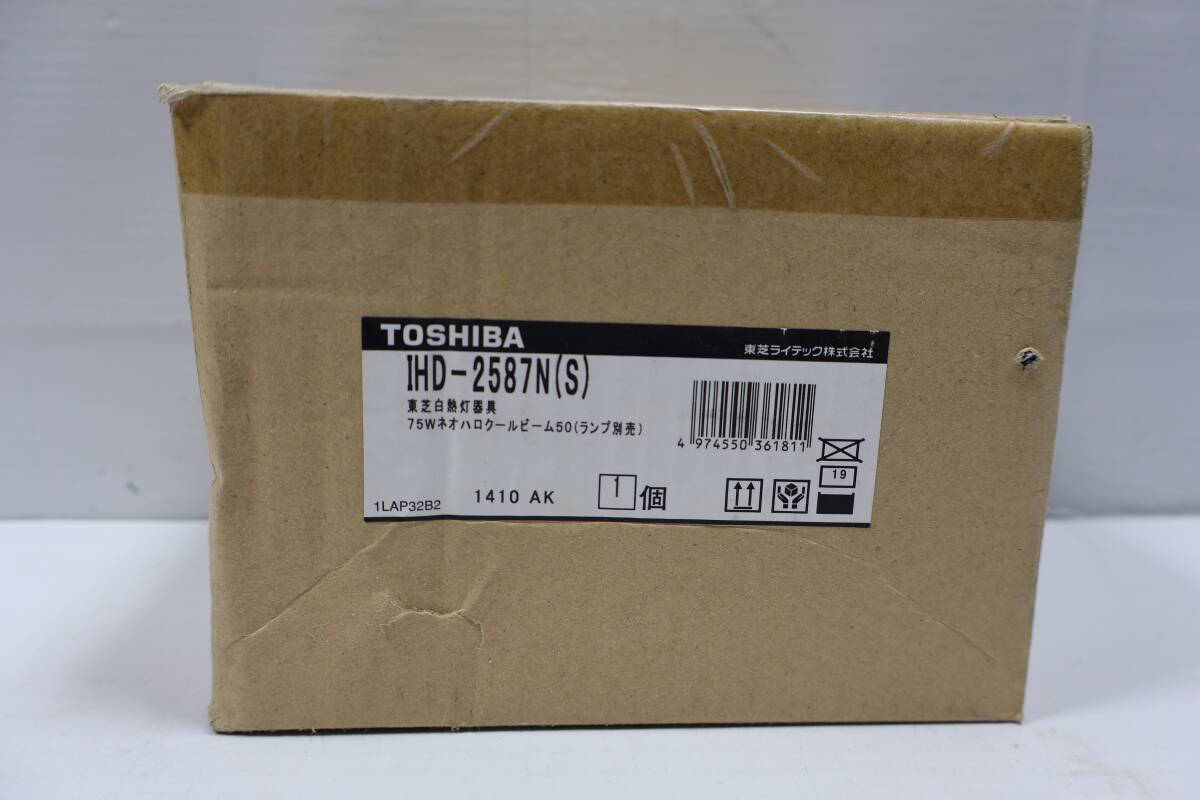 TOSHIBA
東芝ライテック株式会社
IHD-2587N(S)
東芝白熱灯器具
75Wネオハロクールビーム50(ランプ別売)
4 974550 361811
19
1LAP32B2
1410 AK
1個